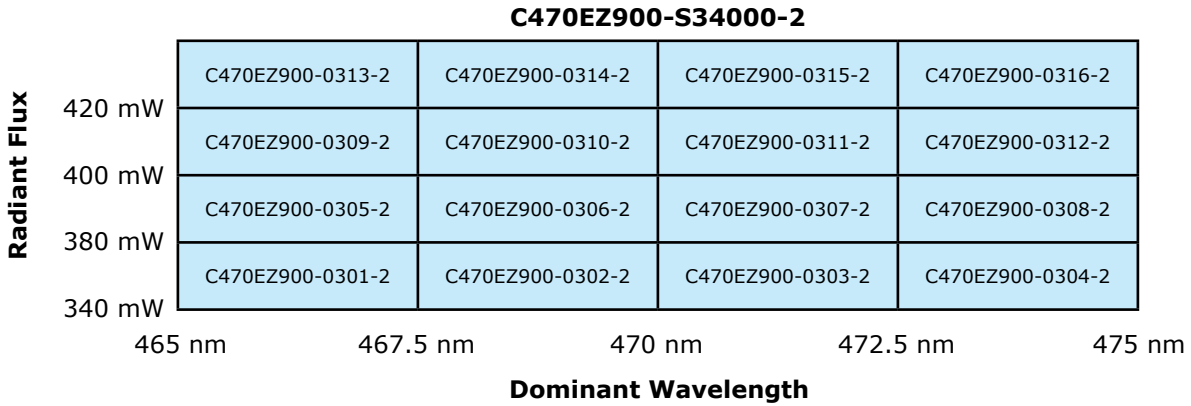 C470EZ900-S34000-2
C470EZ900-0313-2 C470EZ900-0314-2 C470EZ900-0315-2 C470EZ900-0316-2
420 mW
C470EZ900-0309-2 C470EZ900-0310-2 C470EZ900-0311-2 C470EZ900-0312-2
400 mW
C470EZ900-0305-2 C470EZ900-0306-2 C470EZ900-0307-2 C470EZ900-0308-2
380 mW
C470EZ900-0301-2 C470EZ900-0302-2 C470EZ900-0303-2 C470EZ900-0304-2
340 mW
Radiant Flux
465 nm 467.5 nm 470 nm 472.5 nm 475 nm
Dominant Wavelength